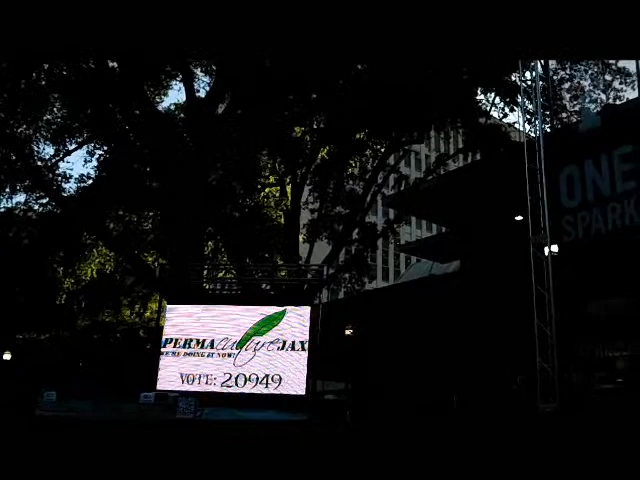 ONE
SPARK
PERMAcultureJAX
WE'RE DOING IT NOW!
VOTE: 20949